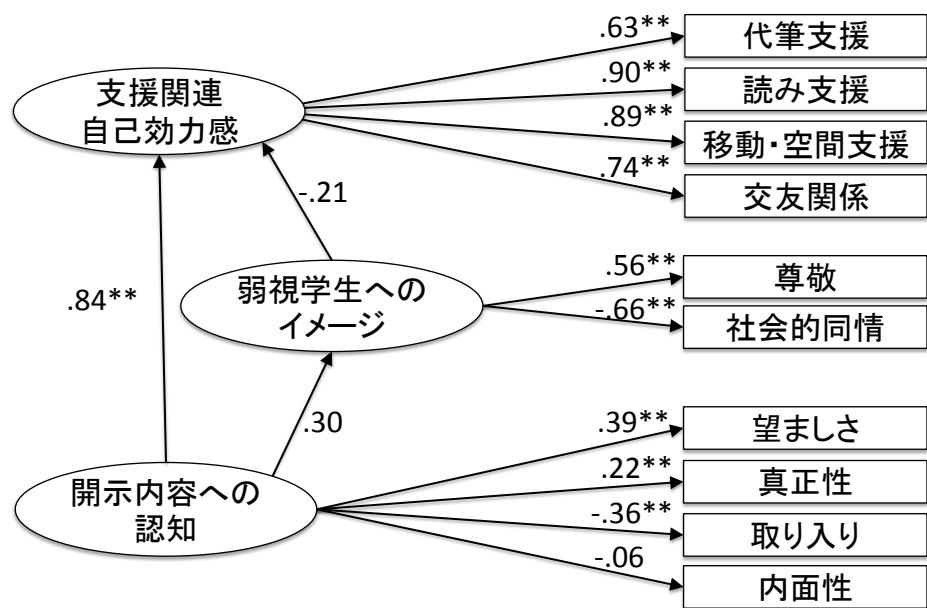 支援関連
自己効力感
.63**
代筆支援
.90**
読み支援
.89**
移動・空間支援
.74**
交友関係
-.21
.84**
弱視学生への
イメージ
.56**
尊敬
-.66**
社会的同情
.30
開示内容への
認知
.39**
望ましさ
.22**
真正性
-.36**
取り入り
-.06
内面性